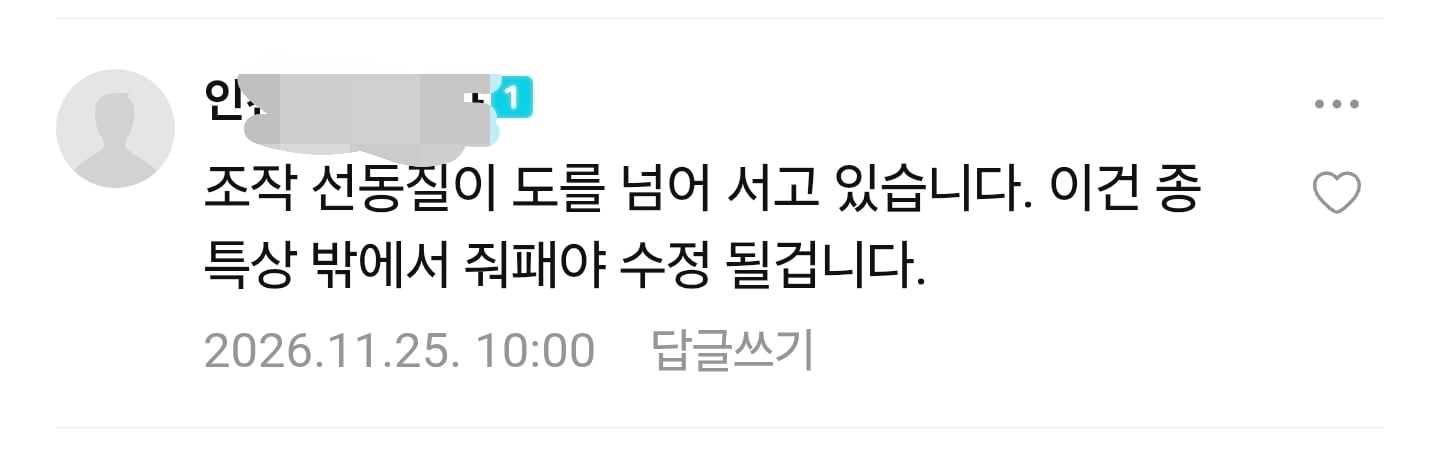 1
조작 선동질이 도를 넘어 서고 있습니다. 이건 종
특상 밖에서 줘패야 수정 될겁니다.
2026.11.25. 10:00 답글쓰기